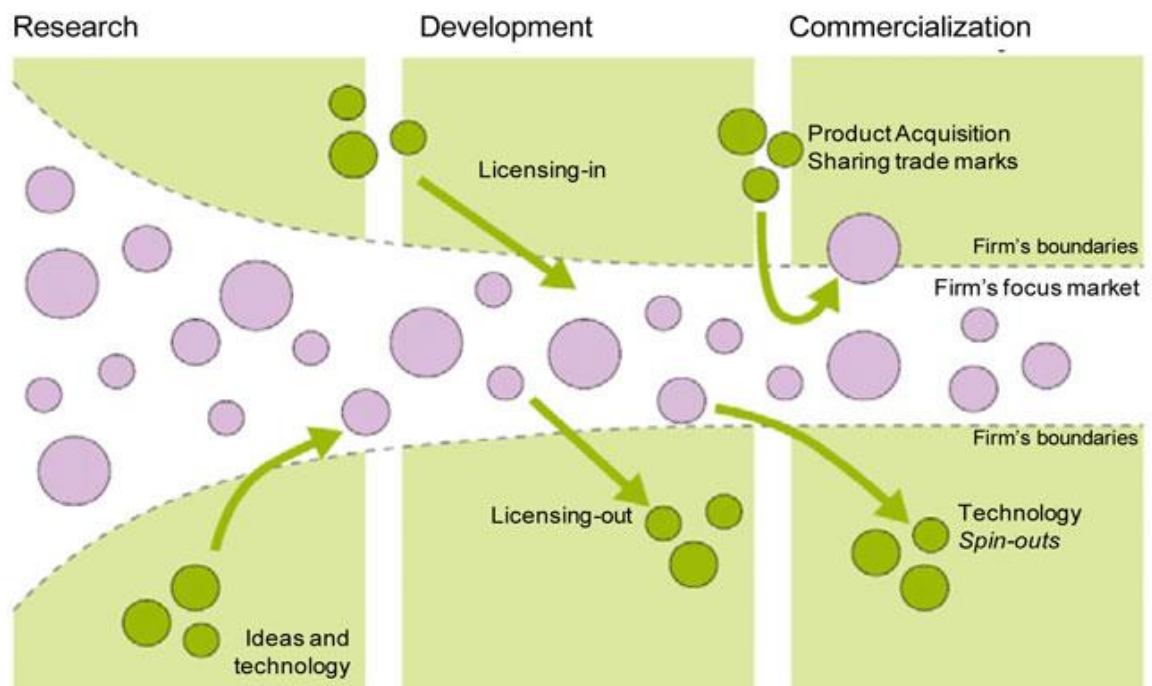 Research
Development
Commercialization
Licensing-in
Product Acquisition
Sharing trade marks
Firm's boundaries
Firm's focus market
Firm's boundaries
Licensing-out
Technology
Spin-outs
Ideas and
technology